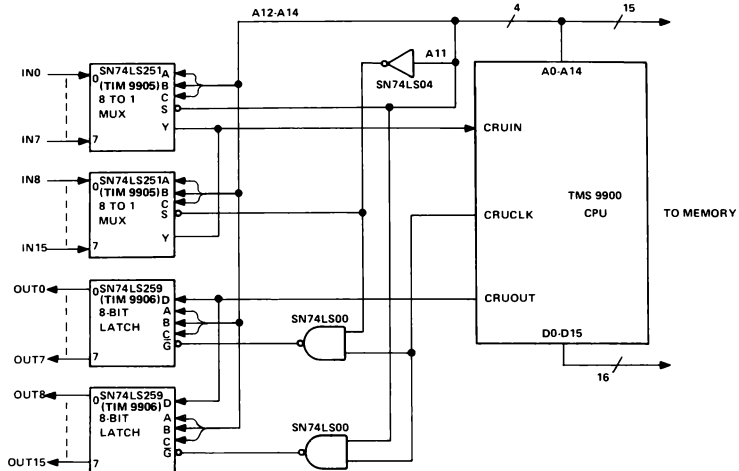 A12-A14
4
15
A11
SN74LS04
A0-A14
IN0
0
SN74LS251
(TIM 9905)
8 TO 1
MUX
A
B
C
S
Y
IN7
7
CRUIN
IN8
0
SN74LS251
(TIM 9905)
8 TO 1
MUX
A
B
C
S
Y
IN15
7
TMS 9900
CPU
TO MEMORY
CRUCLK
OUT0
0
SN74LS259
(TIM 9906)
8-BIT
LATCH
D
A
B
C
G
OUT7
7
SN74LS00
CRUOUT
D0-D15
16
OUT8
0
SN74LS259
(TIM 9906)
8-BIT
LATCH
D
A
B
C
G
OUT15
7
SN74LS00